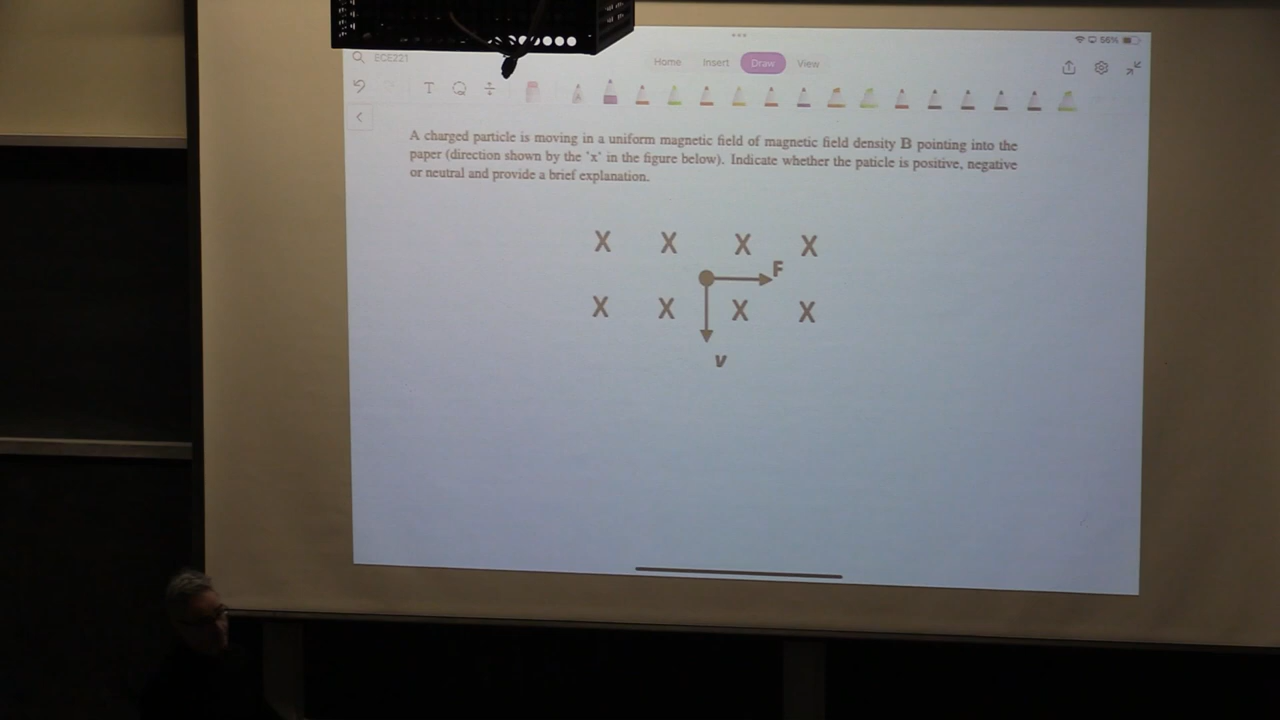 56%
ECE221
Home Insert Draw View
T
A charged particle is moving in a uniform magnetic field of magnetic field density B pointing into the
paper (direction shown by the 'x' in the figure below). Indicate whether the paticle is positive, negative
or neutral and provide a brief explanation.
X X X X
F
X X X X
v